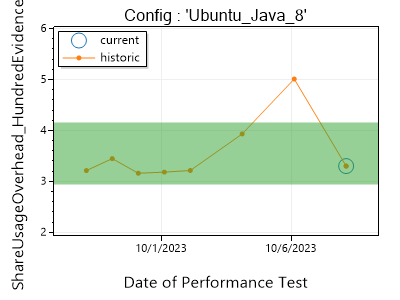 Config : 'Ubuntu_Java_8'
ShareUsageOverhead_HundredEvidence
current
historic
6
5
4
3
2
10/1/2023
10/6/2023
Date of Performance Test